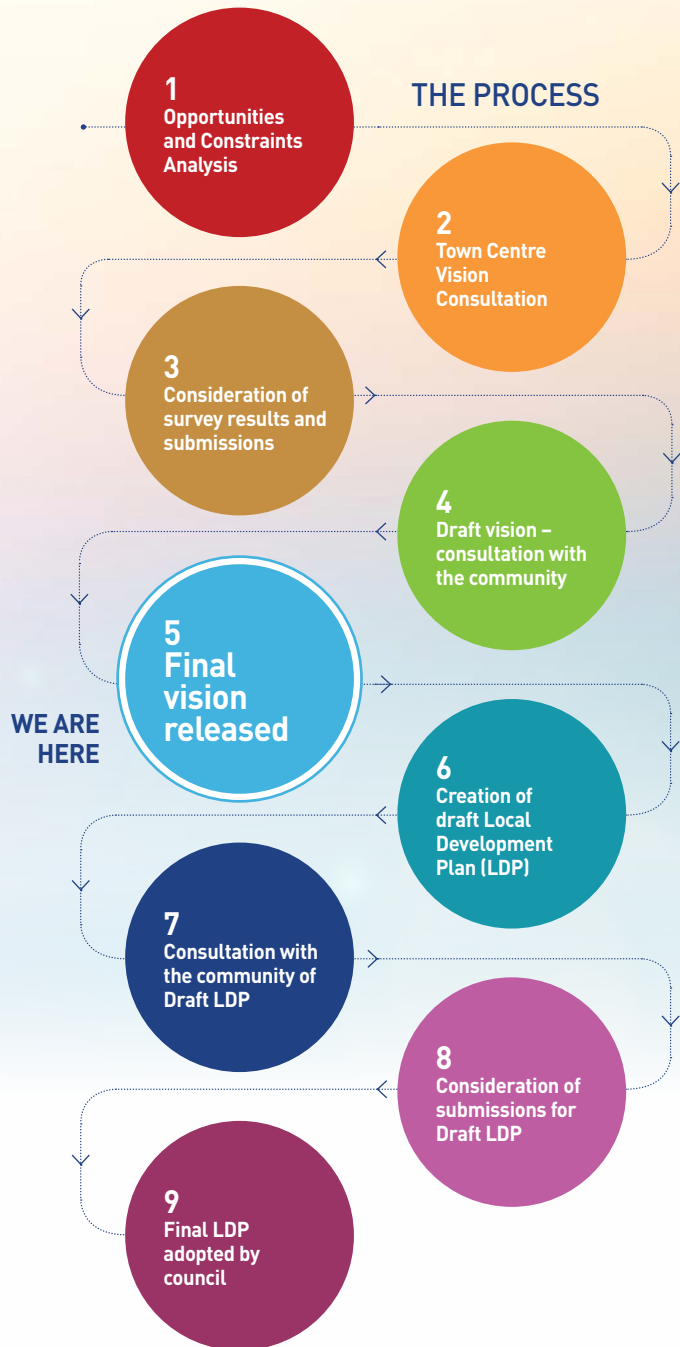 THE PROCESS
1
Opportunities
and Constraints
Analysis
2
Town Centre
Vision
Consultation
3
Consideration of
survey results and
submissions
4
Draft vision –
consultation with
the community
5
Final
vision
released
WE ARE
HERE
6
Creation of
draft Local
Development
Plan (LDP)
7
Consultation with
the community of
Draft LDP
8
Consideration of
submissions for
Draft LDP
9
Final LDP
adopted by
council